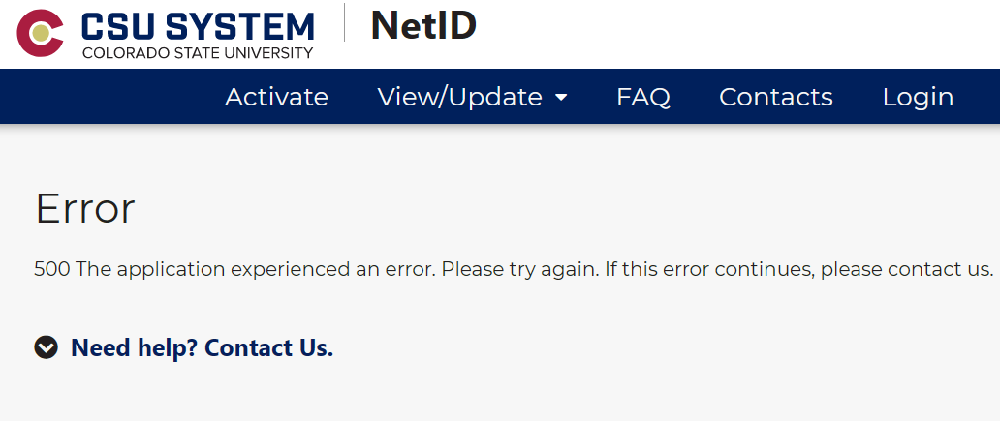 CSU SYSTEM
COLORADO STATE UNIVERSITY
NetID
Activate View/Update FAQ Contacts Login
Error
500 The application experienced an error. Please try again. If this error continues, please contact us.
Need help? Contact Us.